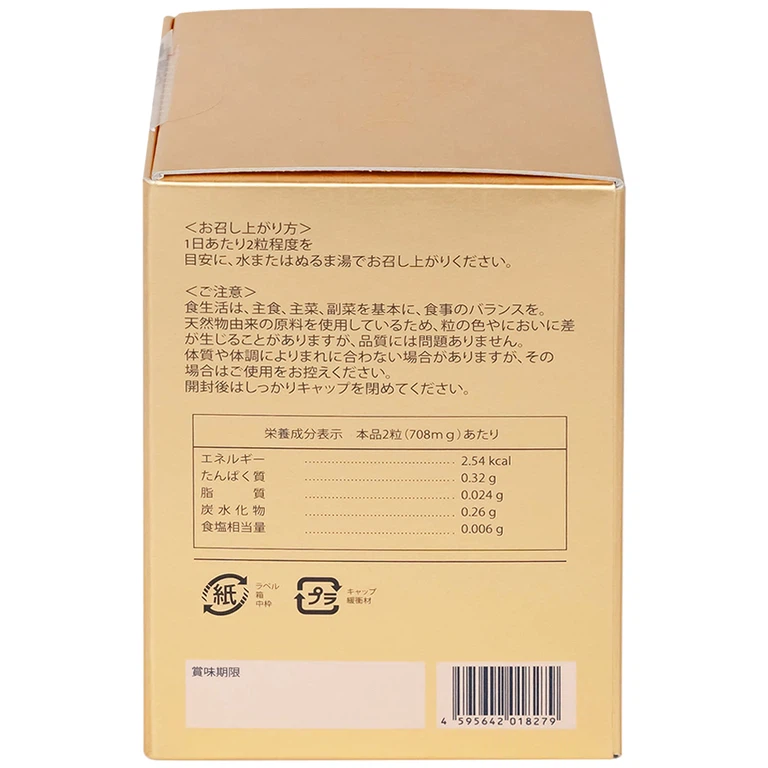 ＜お召し上がり方＞
1日あたり2粒程度を
目安に、水またはぬるま湯でお召し上がりください。
＜ご注意＞
食生活は、主食、主菜、副菜を基本に、食事のバランスを。
天然物由来の原料を使用しているため、粒の色やにおいに差
が生じることがありますが、品質には問題ありません。
体質や体調によりまれに合わない場合がありますが、その
場合はご使用をお控えください。
開封後はしっかりキャップを閉めてください。
栄養成分表示 本品2粒(708mg)あたり
エネルギー 2.54 kcal
たんぱく質 0.32 g
脂質 0.024 g
炭水化物 0.26 g
食塩相当量 0.006 g
紙 ラベル
箱
中枠
プラ キャップ
緩衝材
賞味期限
4 595642 018279